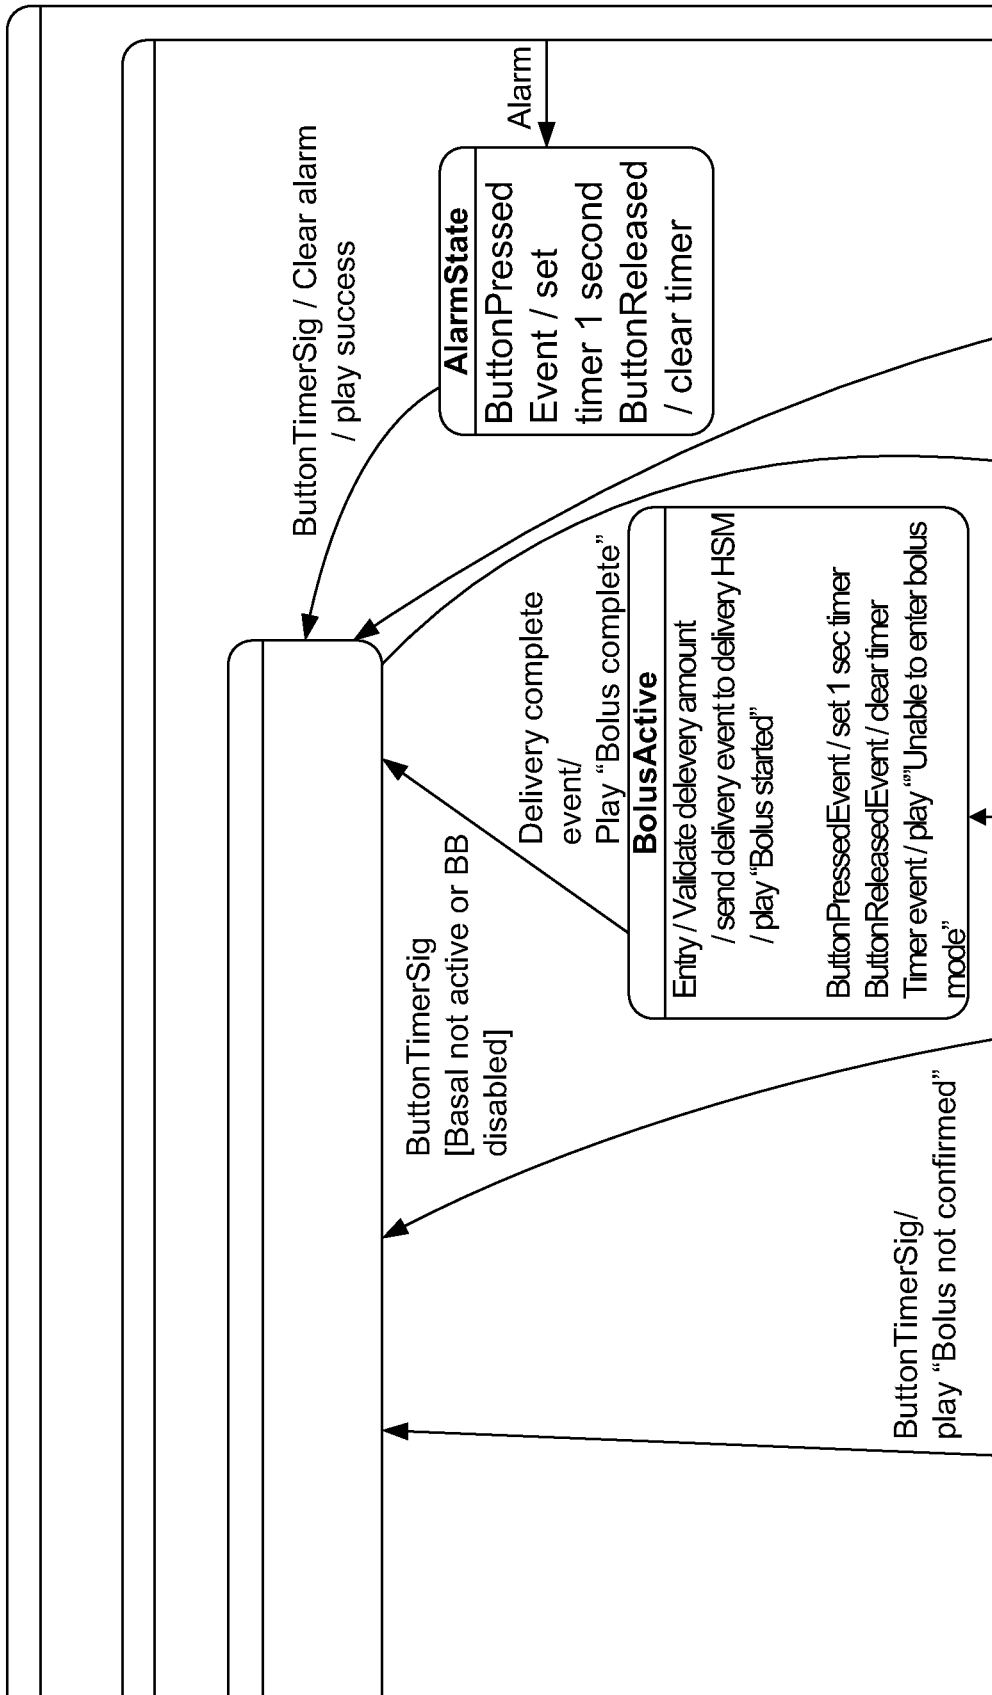 Alarm
ButtonTimerSig / Clear alarm
/ play success
AlarmState
ButtonPressed
Event / set
timer 1 second
ButtonReleased
/ clear timer
Delivery complete
event/
Play “Bolus complete”
BolusActive
Entry / Validate delevery amount
/ send delivery event to delivery HSM
/ play “Bolus started”
ButtonPressedEvent / set 1 sec timer
ButtonReleasedEvent / clear timer
Timer event / play “”Unable to enter bolus
mode”
ButtonTimerSig
[Basal not active or BB
disabled]
ButtonTimerSig/
play “Bolus not confirmed”